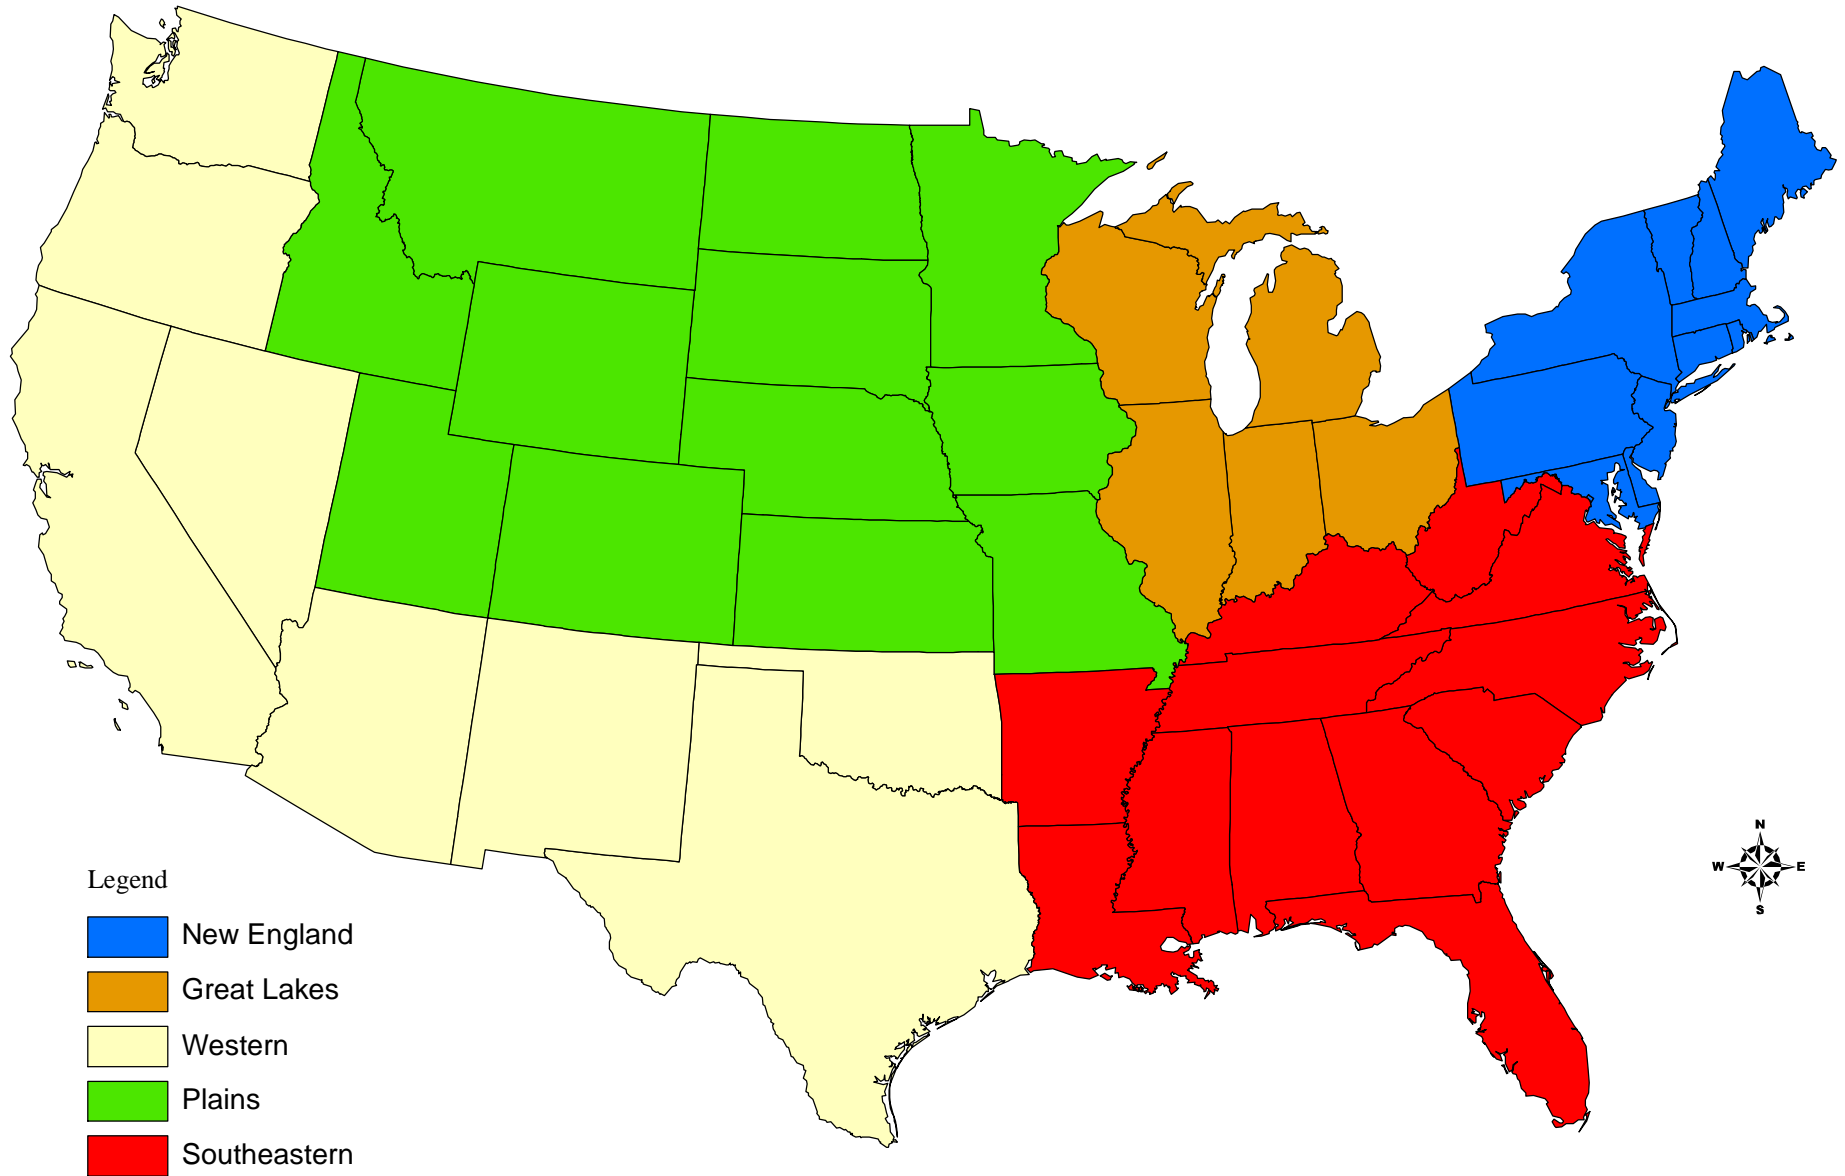 N
W E
S
Legend
New England
Great Lakes
Western
Plains
Southeastern